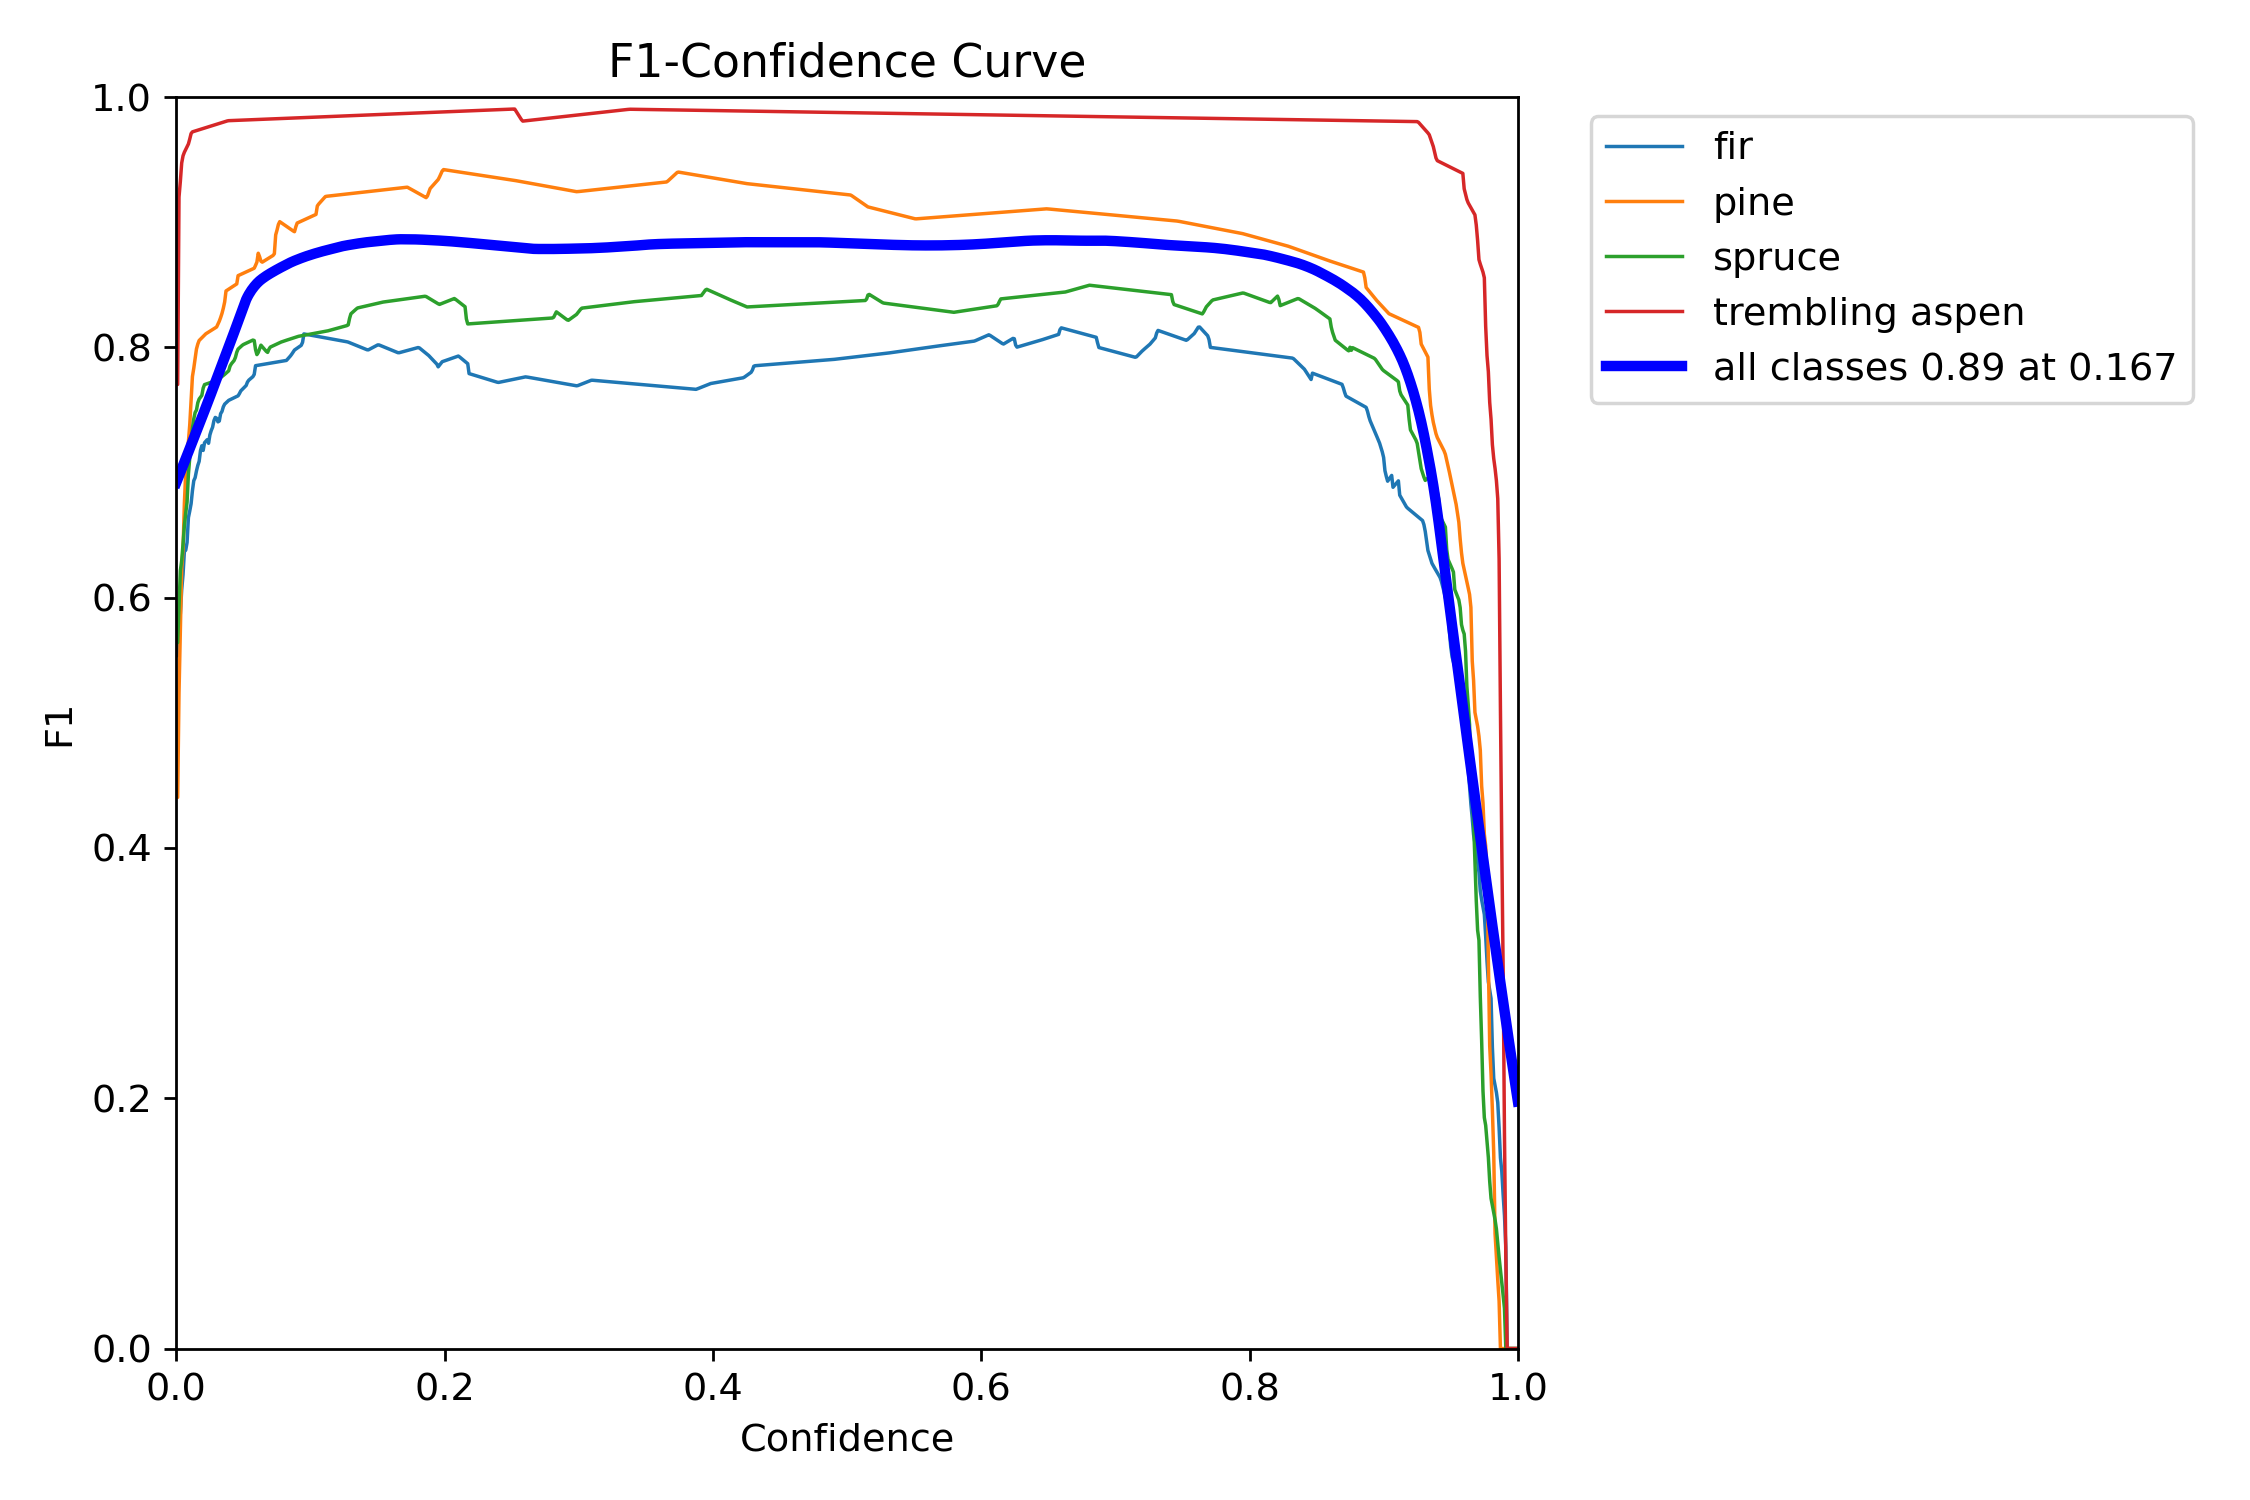 F1-Confidence Curve
1.0
0.8
0.6
0.4
0.2
0.0
F1
0.0 0.2 0.4 0.6 0.8 1.0
Confidence
fir
pine
spruce
trembling aspen
all classes 0.89 at 0.167